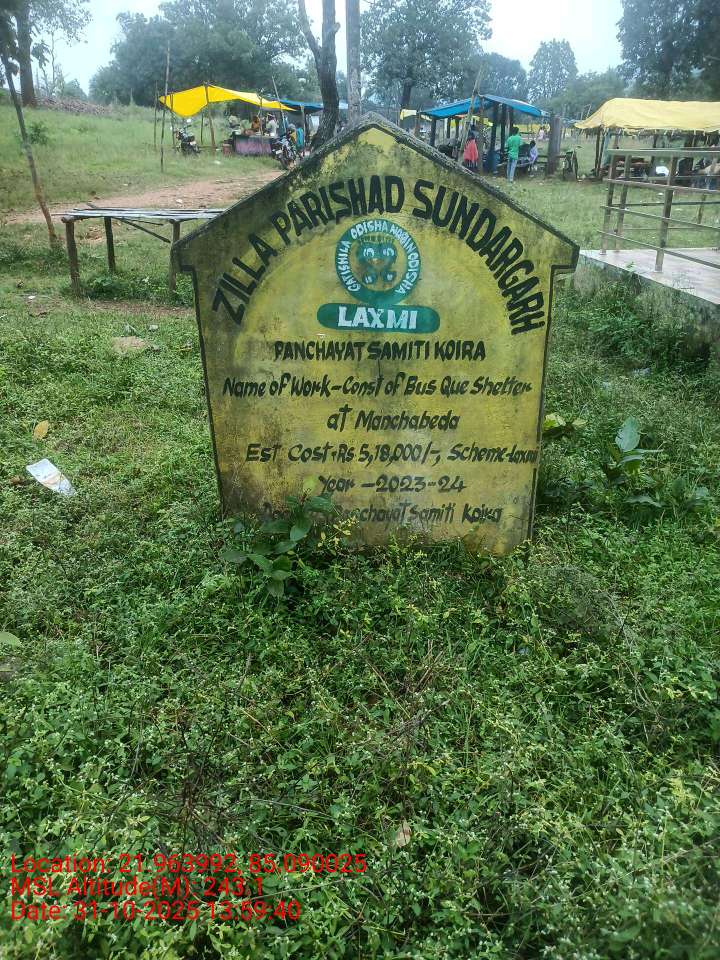 ZILLA PARISHAD SUNDARGARH
GATISHILA ODISHA NABIN ODISHA
LAXMI
PANCHAYAT SAMITI KOIRA
Name of Work-Const of Bus Que Shelter
at Manchabeda
Est Cost-Rs 5,18,000/-, Scheme-Laxmi
Year -2023-24
Panchayat Samiti Koira
Location: 21.963992, 85.090025
MSL Altitude(M): 243.1
Date: 31-10-2025 13:59:40